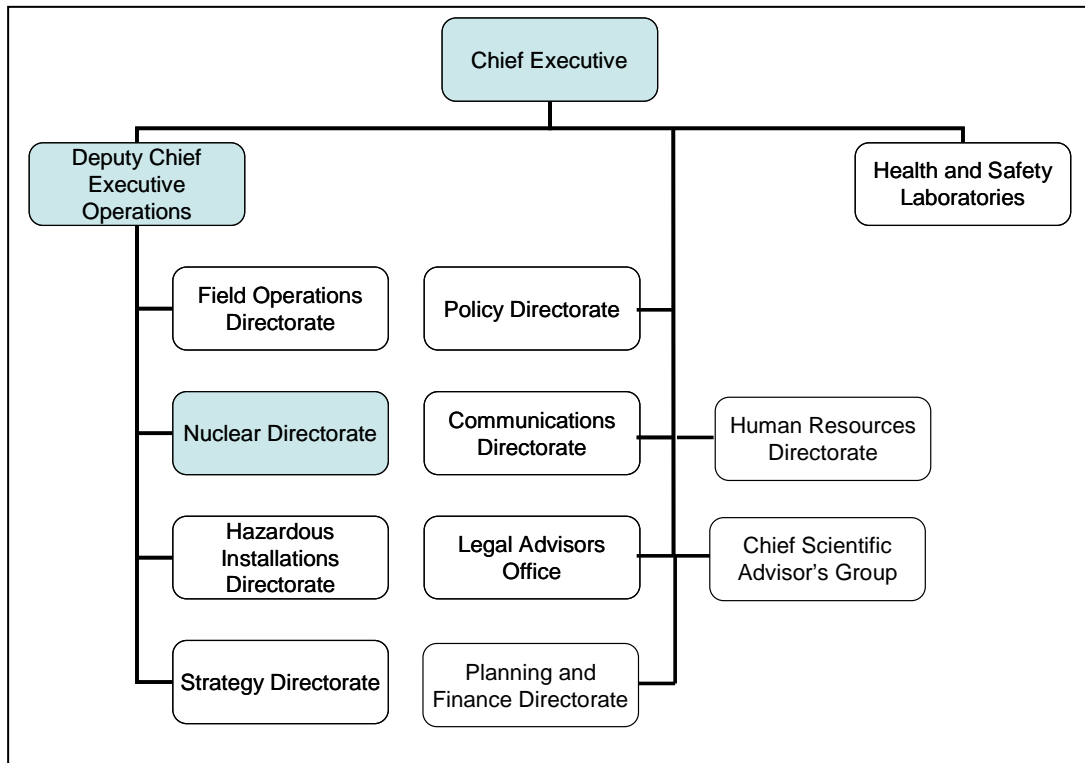 Chief Executive
Deputy Chief
Executive
Operations
Health and Safety
Laboratories
Field Operations
Directorate
Policy Directorate
Nuclear Directorate
Communications
Directorate
Human Resources
Directorate
Hazardous
Installations
Directorate
Legal Advisors
Office
Chief Scientific
Advisor's Group
Strategy Directorate
Planning and
Finance Directorate